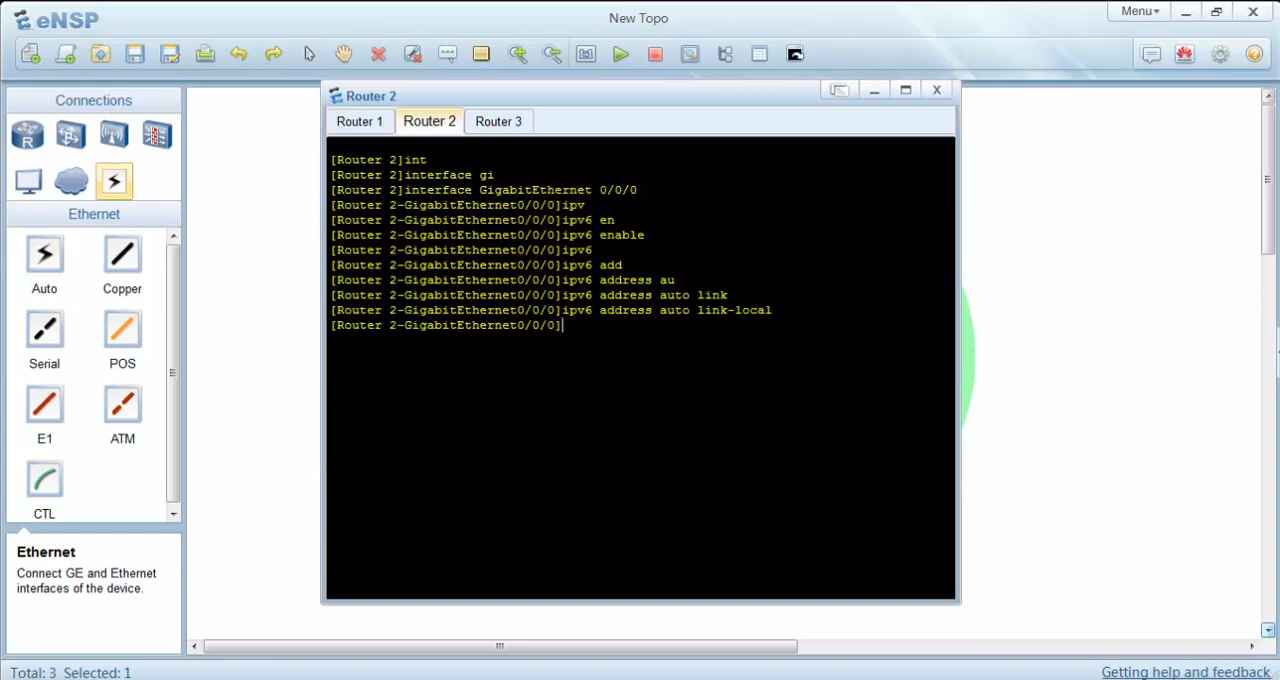 eNSP
New Topo
Menu
Connections
R
Ethernet
Auto
Copper
Serial
POS
E1
ATM
CTL
Ethernet
Connect GE and Ethernet
interfaces of the device.
Router 2
Router 1
Router 2
Router 3
[Router 2]int
[Router 2]interface gi
[Router 2]interface GigabitEthernet 0/0/0
[Router 2-GigabitEthernet0/0/0]ipv
[Router 2-GigabitEthernet0/0/0]ipv6 en
[Router 2-GigabitEthernet0/0/0]ipv6 enable
[Router 2-GigabitEthernet0/0/0]ipv6
[Router 2-GigabitEthernet0/0/0]ipv6 add
[Router 2-GigabitEthernet0/0/0]ipv6 address au
[Router 2-GigabitEthernet0/0/0]ipv6 address auto link
[Router 2-GigabitEthernet0/0/0]ipv6 address auto link-local
[Router 2-GigabitEthernet0/0/0]
Total: 3 Selected: 1
Getting help and feedback